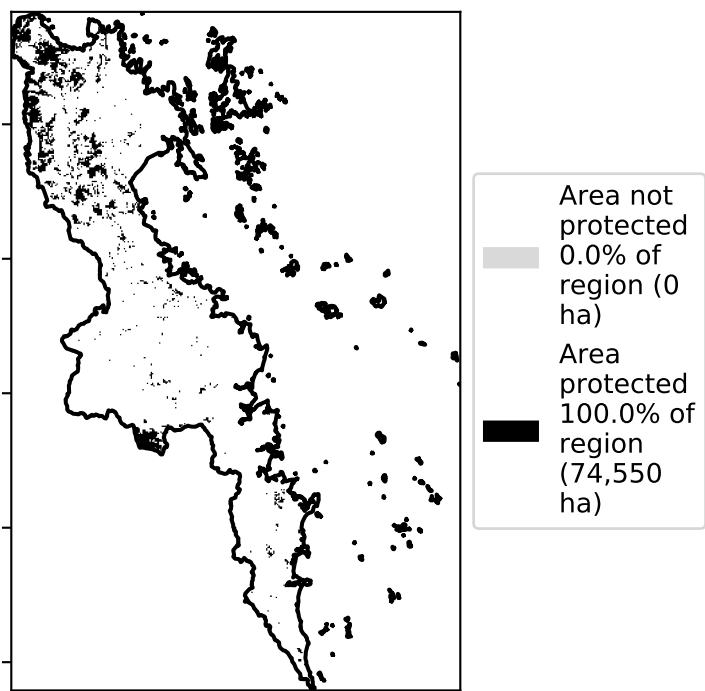 Area not
protected
0.0% of
region (0
ha)
Area
protected
100.0% of
region
(74,550
ha)